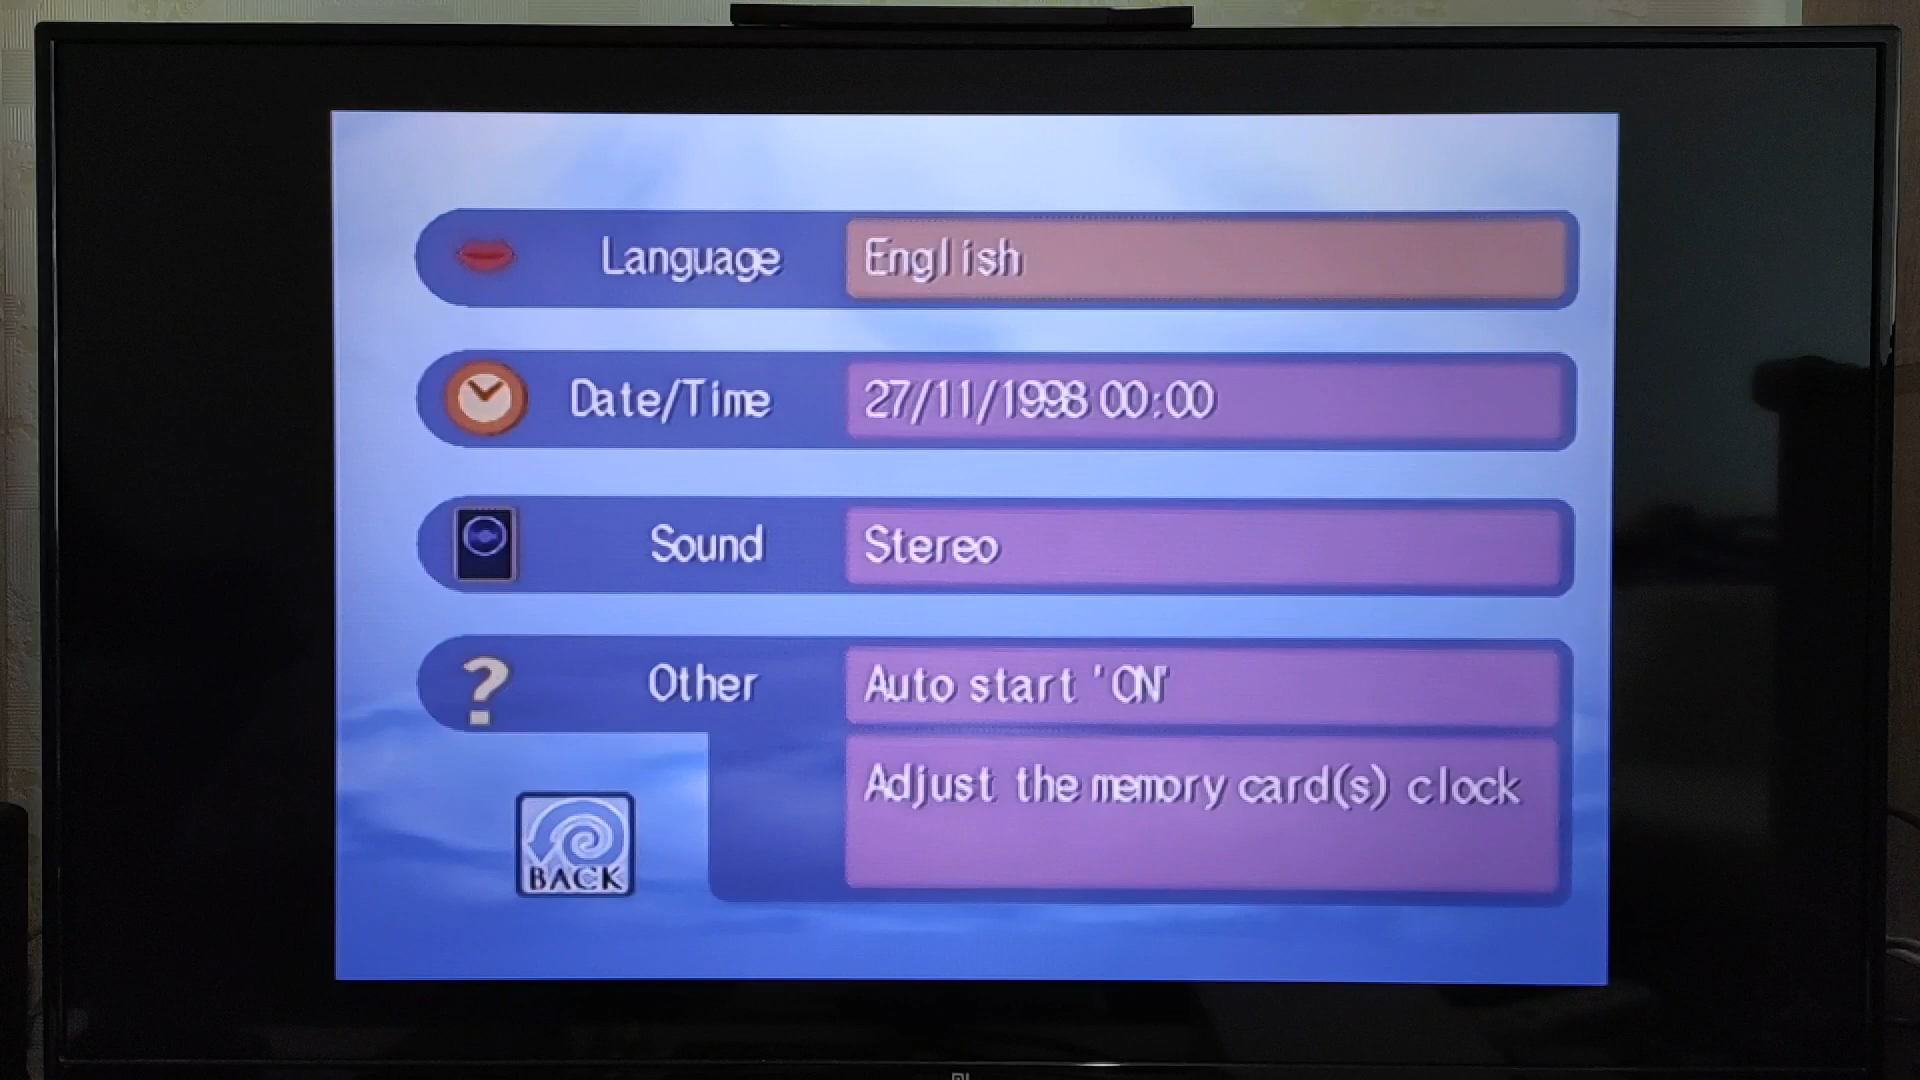 Language English
Date/Time 27/11/1998 00:00
Sound Stereo
Other Auto start 'ON'
Adjust the memory card(s) clock
BACK